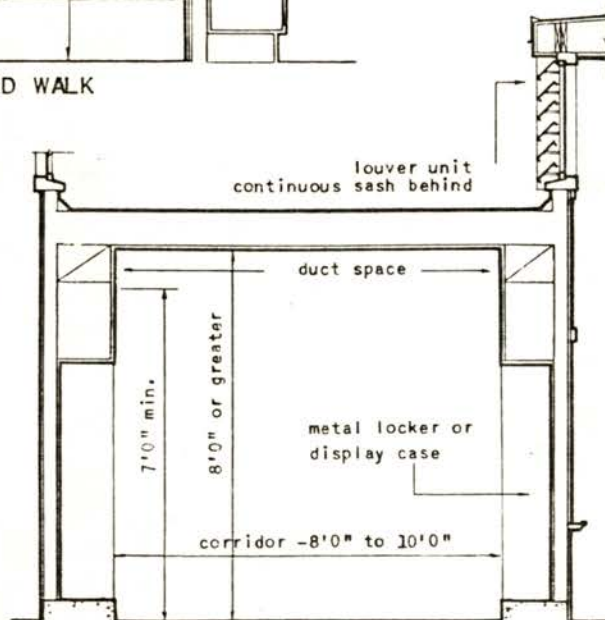 D WALK
louver unit
continuous sash behind
duct space
7'0" min.
8'0" or greater
metal locker or
display case
corridor -8'0" to 10'0"